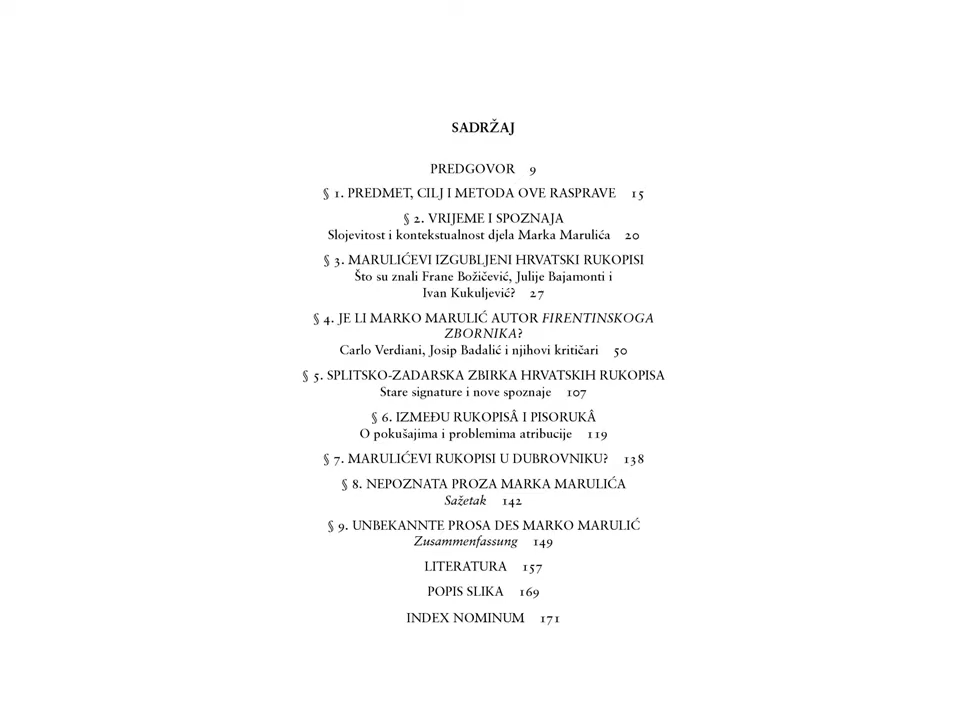 SADRŽAJ
PREDGOVOR 9
§ 1. PREDMET, CILJ I METODA OVE RASPRAVE 15
§ 2. VRIJEME I SPOZNAJA
Slojevitost i kontekstualnost djela Marka Marulića 20
§ 3. MARULIĆEVI IZGUBLJENI HRVATSKI RUKOPISI
Što su znali Frane Božičević, Julije Bajamonti i
Ivan Kukuljević? 27
§ 4. JE LI MARKO MARULIĆ AUTOR FIRENTINSKOGA
ZBORNIKA?
Carlo Verdiani, Josip Badalić i njihovi kritičari 50
§ 5. SPLITSKO-ZADARSKA ZBIRKA HRVATSKIH RUKOPISA
Stare signature i nove spoznaje 107
§ 6. IZMEĐU RUKOPISÂ I PISORUKÂ
O pokušajima i problemima atribucije 119
§ 7. MARULIĆEVI RUKOPISI U DUBROVNIKU? 138
§ 8. NEPOZNATA PROZA MARKA MARULIĆA
Sažetak 142
§ 9. UNBEKANNTE PROSA DES MARKO MARULIĆ
Zusammenfassung 149
LITERATURA 157
POPIS SLIKA 169
INDEX NOMINUM 171